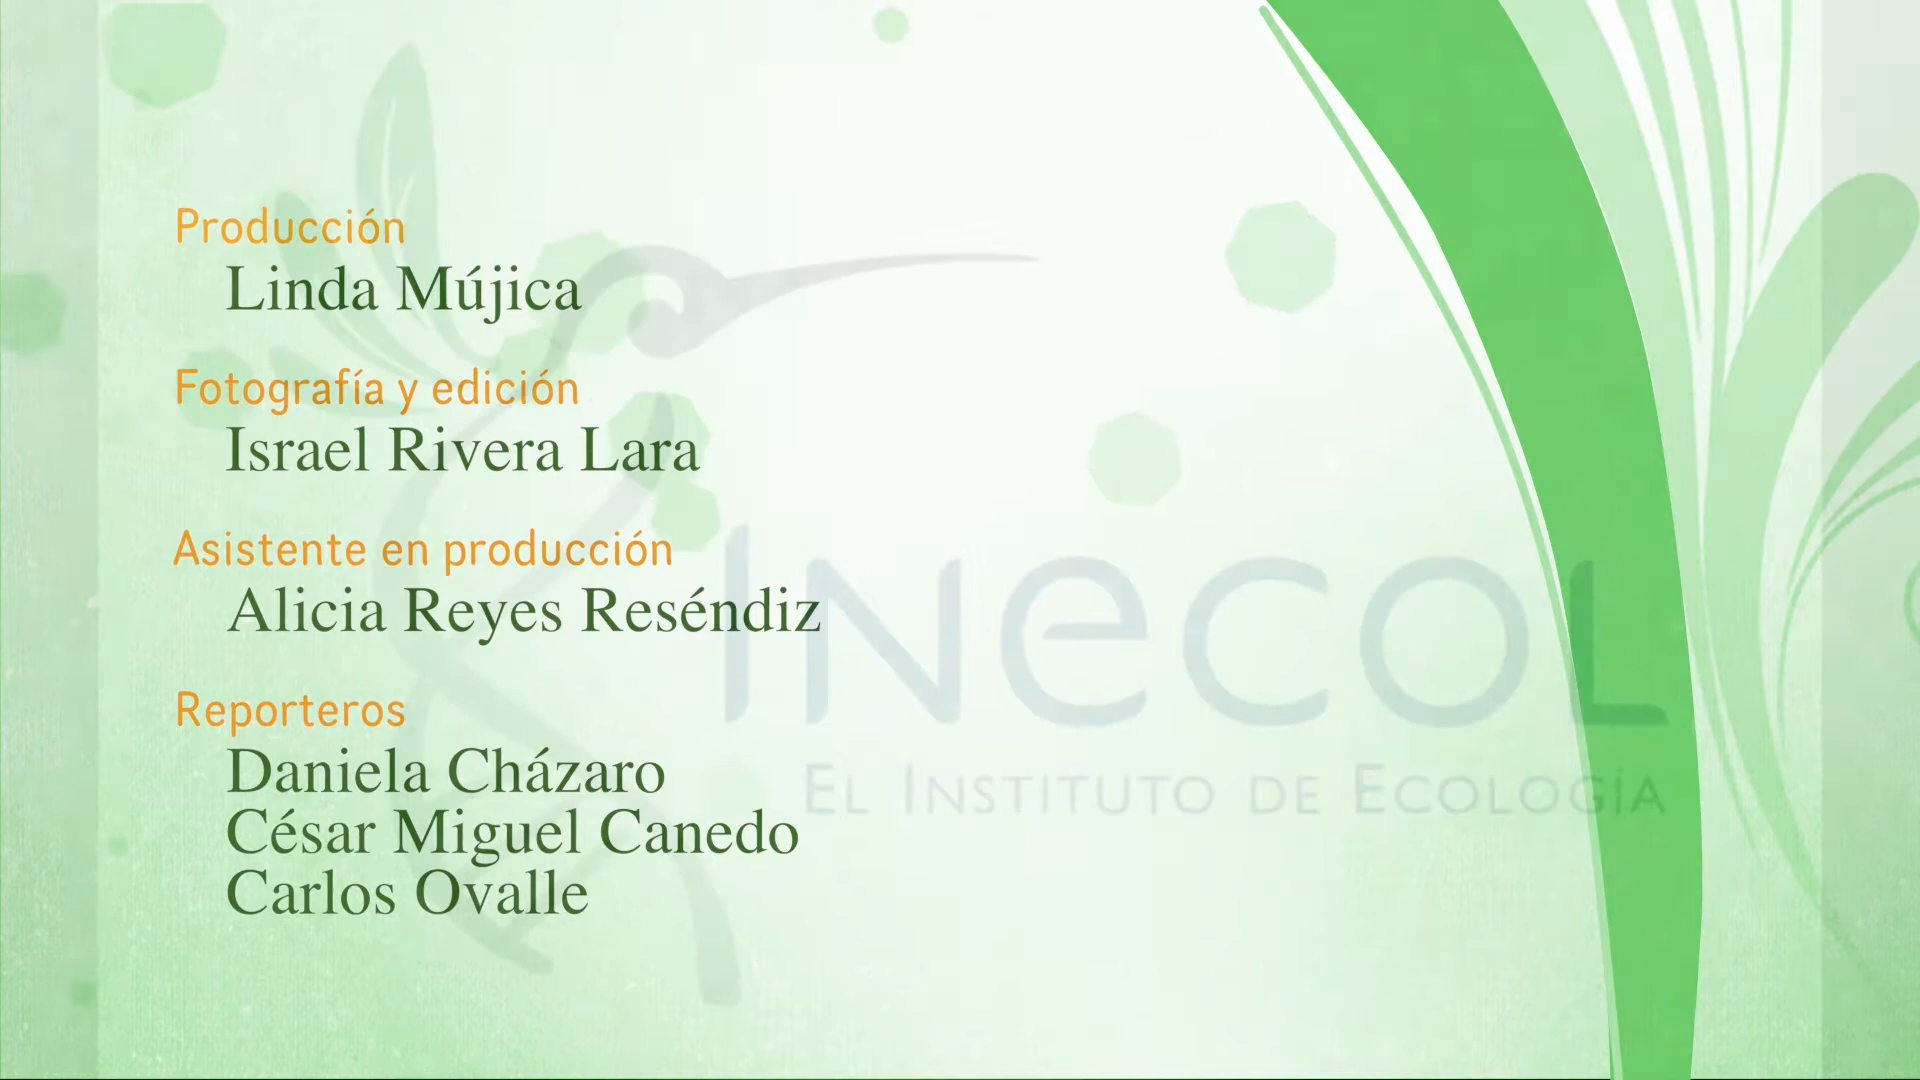 Producción
Linda Mújica
Fotografía y edición
Israel Rivera Lara
Asistente en producción
Alicia Reyes Reséndiz
Reporteros
Daniela Cházaro
César Miguel Canedo
Carlos Ovalle
INECOL
EL INSTITUTO DE ECOLOGÍA